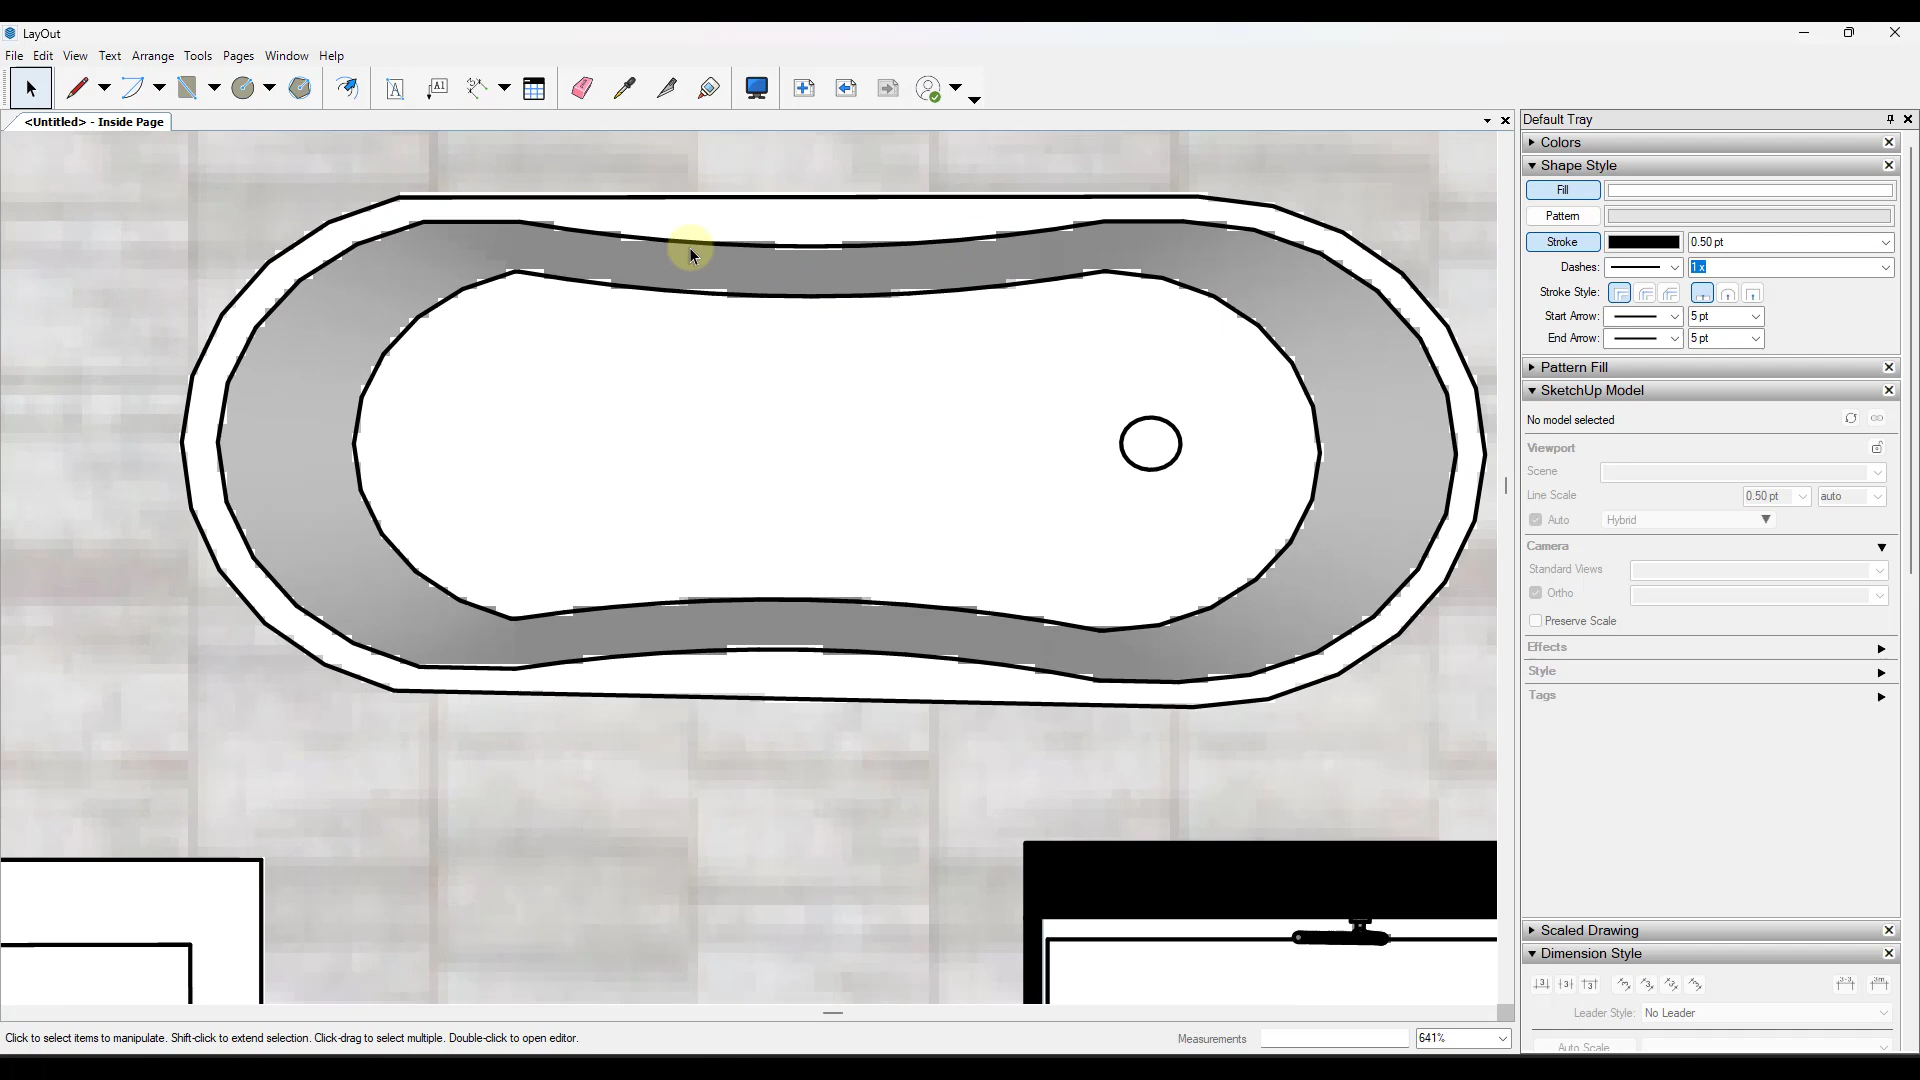 LayOut
File Edit View Text Arrange Tools Pages Window Help
A A1
<Untitled> - Inside Page
Default Tray
Colors
Shape Style
Fill
Pattern
Stroke 0.50 pt
Dashes: 1 x
Stroke Style:
Start Arrow: 5 pt
End Arrow: 5 pt
Pattern Fill
SketchUp Model
No model selected
Viewport
Scene
Line Scale 0.50 pt auto
Auto Hybrid
Camera
Standard Views
Ortho
Preserve Scale
Effects
Style
Tags
Scaled Drawing
Dimension Style
Leader Style: No Leader
Auto Scale
Click to select items to manipulate. Shift-click to extend selection. Click-drag to select multiple. Double-click to open editor.
Measurements 641%